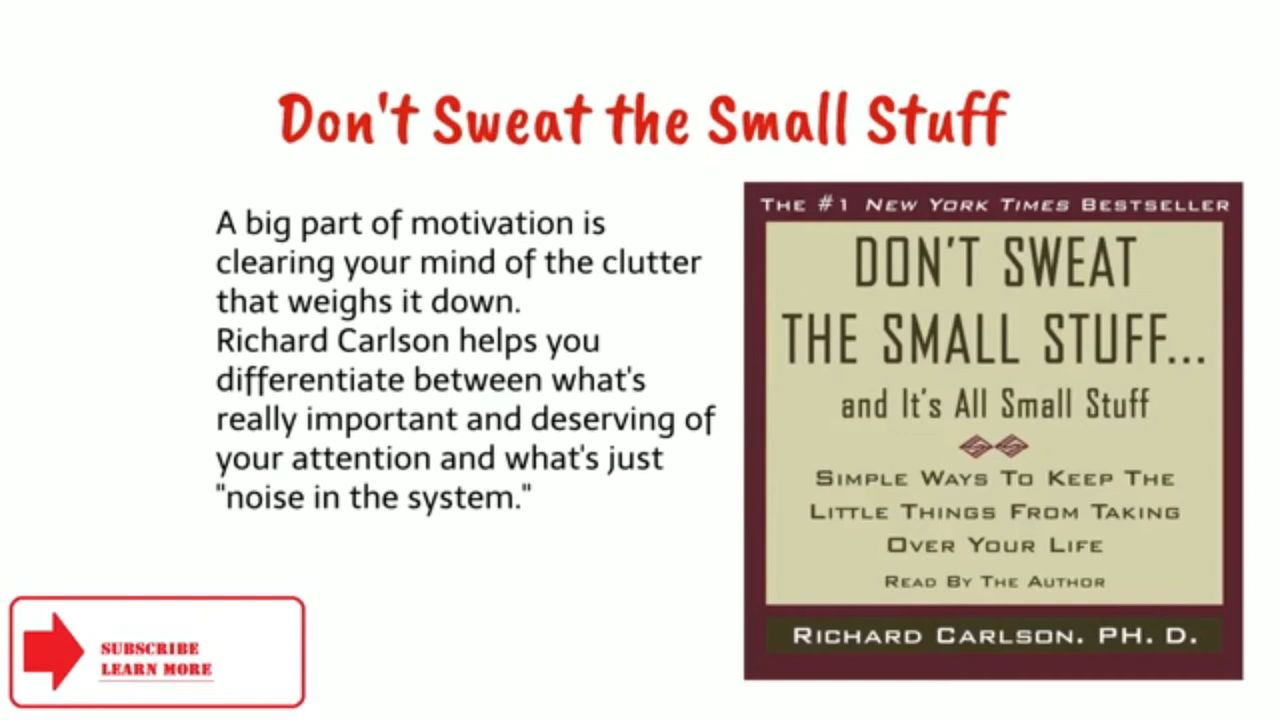 Don't Sweat the Small Stuff
A big part of motivation is
clearing your mind of the clutter
that weighs it down.
Richard Carlson helps you
differentiate between what's
really important and deserving of
your attention and what's just
"noise in the system."
THE #1 NEW YORK TIMES BESTSELLER
DON'T SWEAT
THE SMALL STUFF...
and It's All Small Stuff
SIMPLE WAYS TO KEEP THE
LITTLE THINGS FROM TAKING
OVER YOUR LIFE
READ BY THE AUTHOR
RICHARD CARLSON. PH. D.
SUBSCRIBE
LEARN MORE